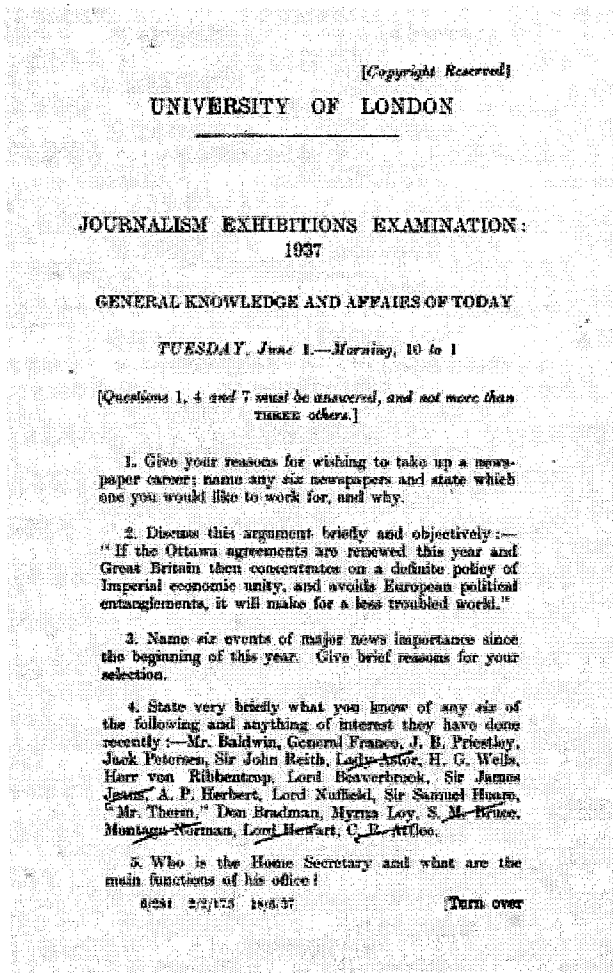 [Copyright Reserved]
UNIVERSITY OF LONDON
JOURNALISM EXHIBITIONS EXAMINATION:
1937
GENERAL KNOWLEDGE AND AFFAIRS OF TODAY
TUESDAY, June 1.—Morning, 10 to 1
[Questions 1, 4 and 7 must be answered, and not more than
THREE others.]
1. Give your reasons for wishing to take up a news-
paper career; name any six newspapers and state which
one you would like to work for, and why.
2. Discuss this argument briefly and objectively:—
"If the Ottawa agreements are renewed this year and
Great Britain then concentrates on a definite policy of
Imperial economic unity, and avoids European political
entanglements, it will make for a less troubled world."
3. Name six events of major news importance since
the beginning of this year. Give brief reasons for your
selection.
4. State very briefly what you know of any six of
the following and anything of interest they have done
recently:—Mr. Baldwin, General Franco, J. B. Priestley,
Jack Petersen, Sir John Reith, Lady Astor, H. G. Wells,
Herr von Ribbentrop, Lord Beaverbrook, Sir James
Jeans, A. P. Herbert, Lord Nuffield, Sir Samuel Hoare,
"Mr. Therm," Don Bradman, Myrna Loy, S. M. Bruce,
Montagu Norman, Lord Hewart, C. R. Attlee.
5. Who is the Home Secretary and what are the
main functions of his office?
[Turn over